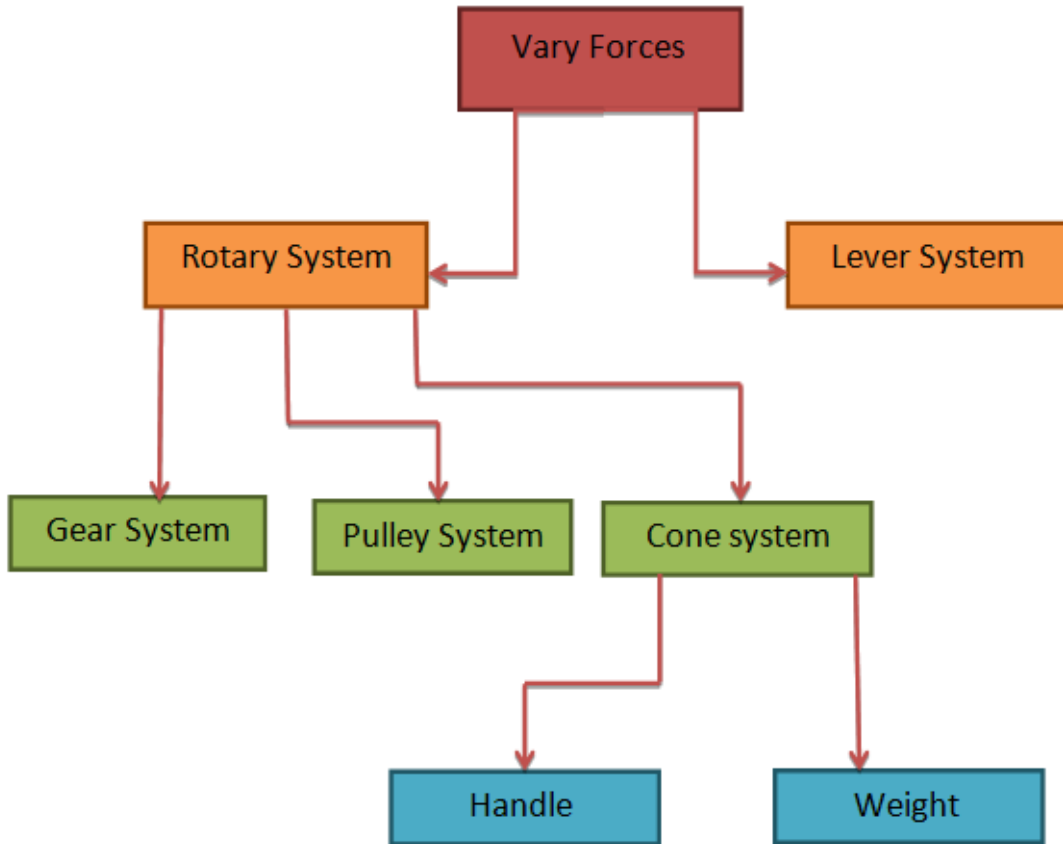 Vary Forces
Rotary System
Lever System
Gear System
Pulley System
Cone system
Handle
Weight